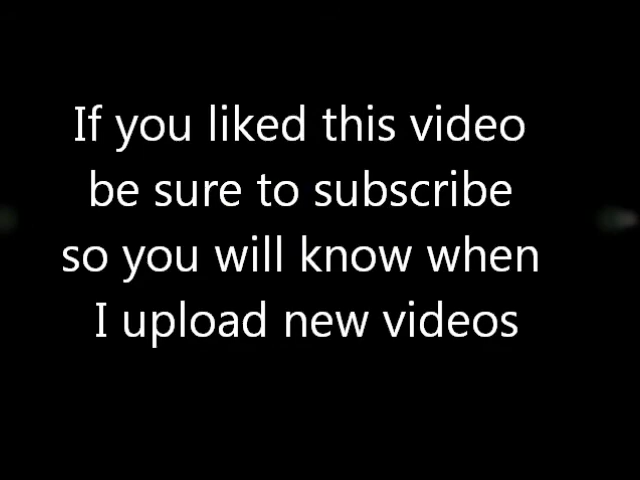 If you liked this video
be sure to subscribe
so you will know when
I upload new videos